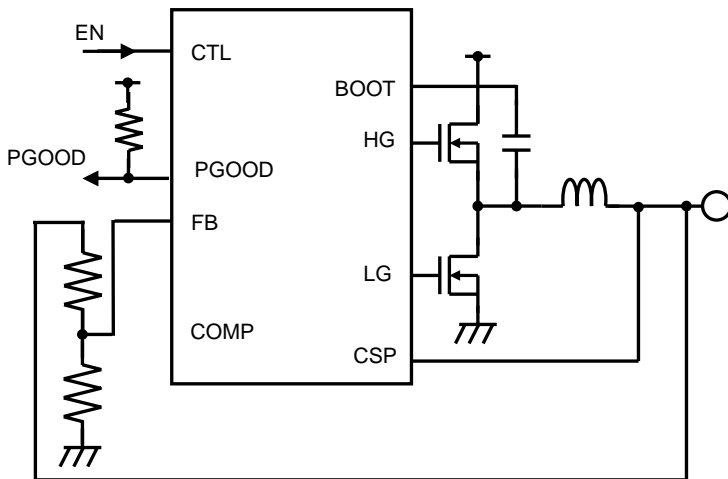 EN
CTL
BOOT
HG
PGOOD
PGOOD
FB
LG
COMP
CSP